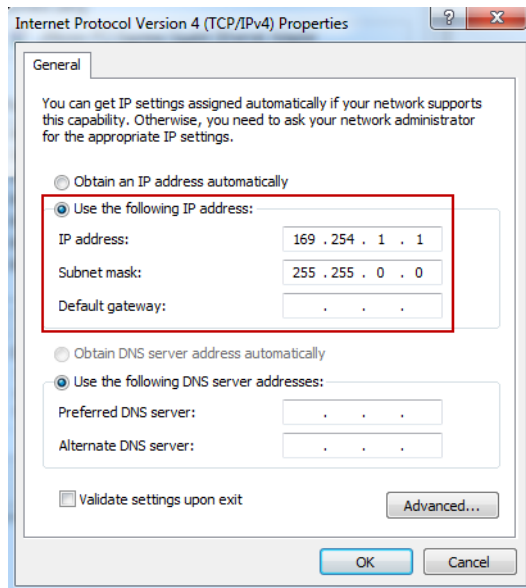 Internet Protocol Version 4 (TCP/IPv4) Properties
?
General
You can get IP settings assigned automatically if your network supports
this capability. Otherwise, you need to ask your network administrator
for the appropriate IP settings.
Obtain an IP address automatically
Use the following IP address:
IP address: 169 . 254 . 1 . 1
Subnet mask: 255 . 255 . 0 . 0
Default gateway: . . .
Obtain DNS server address automatically
Use the following DNS server addresses:
Preferred DNS server: . . .
Alternate DNS server: . . .
Validate settings upon exit
Advanced...
OK Cancel